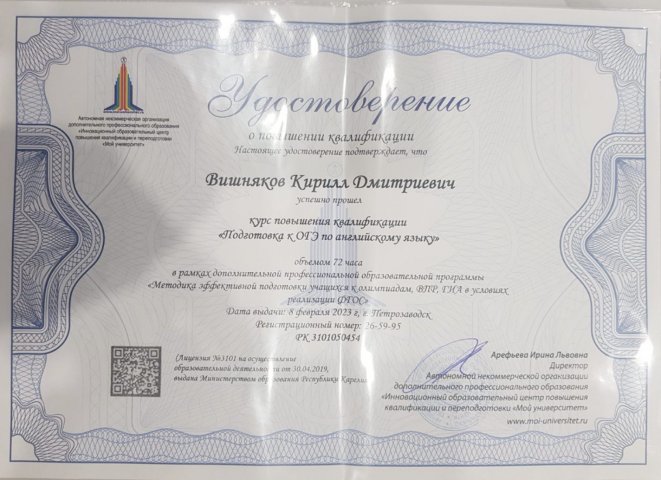 Автономная некоммерческая организация
дополнительного профессионального образования
«Инновационный образовательный центр
повышения квалификации и переподготовки
«Мой университет»
Удостоверение
о повышении квалификации
Настоящее удостоверение подтверждает, что
Вишняков Кирилл Дмитриевич
успешно прошел
курс повышения квалификации
«Подготовка к ОГЭ по английскому языку»
объемом 72 часа
в рамках дополнительной профессиональной образовательной программы
«Методика эффективной подготовки учащихся к олимпиадам, ВПР, ГИА в условиях
реализации ФГОС»
Дата выдачи: 8 февраля 2023 г., г. Петрозаводск
Регистрационный номер: 26-59-95
РК 3101050454
(Лицензия №3101 на осуществление
образовательной деятельности от 30.04.2019,
выдана Министерством образования Республики Карелия
Арефьева Ирина Львовна
Директор
Автономной некоммерческой организации
дополнительного профессионального образования
«Инновационный образовательный центр повышения
квалификации и переподготовки «Мой университет»
www.moi-universitet.ru